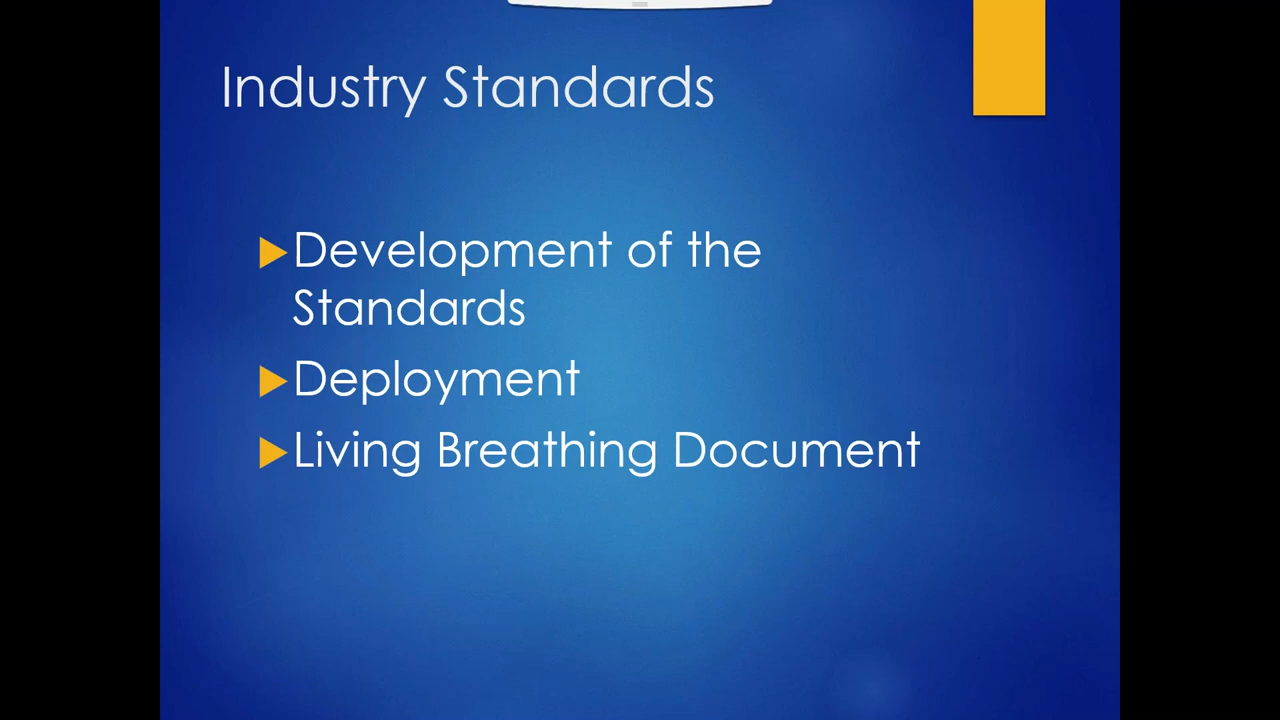 Industry Standards
Development of the
Standards
Deployment
Living Breathing Document